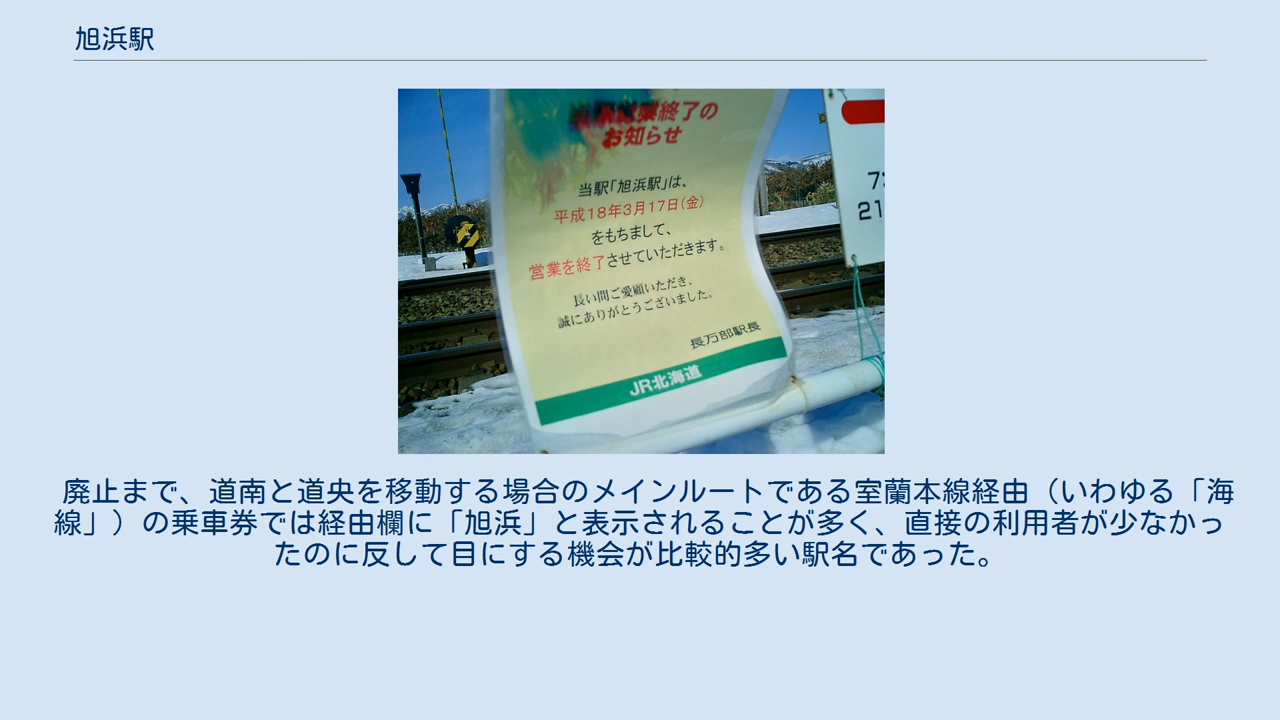 旭浜駅
業終了の
お知らせ
当駅「旭浜駅」は、
平成18年3月17日(金)
をもちまして、
営業を終了させていただきます。
長い間ご愛願いただき、
誠にありがとうございました。
長万部駅長
JR北海道
7:
21
廃止まで、道南と道央を移動する場合のメインルートである室蘭本線経由（いわゆる「海
線」）の乗車券では経由欄に「旭浜」と表示されることが多く、直接の利用者が少なかっ
たのに反して目にする機会が比較的多い駅名であった。